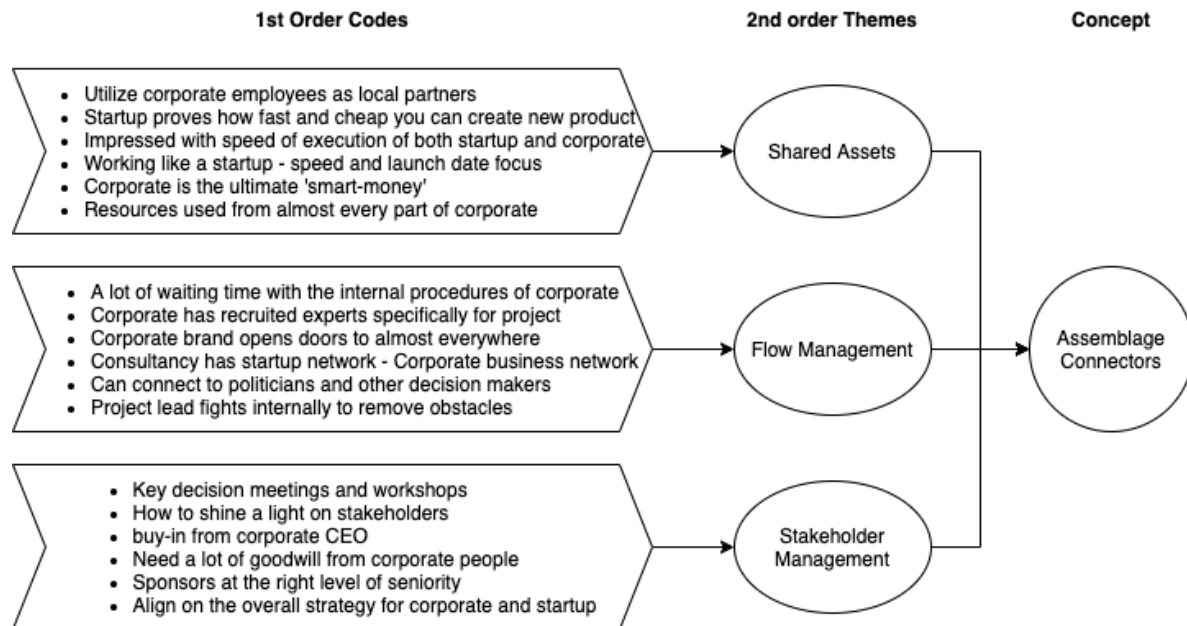 1st Order Codes
2nd order Themes
Concept
• Utilize corporate employees as local partners
• Startup proves how fast and cheap you can create new product
• Impressed with speed of execution of both startup and corporate
• Working like a startup - speed and launch date focus
• Corporate is the ultimate 'smart-money'
• Resources used from almost every part of corporate
Shared Assets
• A lot of waiting time with the internal procedures of corporate
• Corporate has recruited experts specifically for project
• Corporate brand opens doors to almost everywhere
• Consultancy has startup network - Corporate business network
• Can connect to politicians and other decision makers
• Project lead fights internally to remove obstacles
Flow Management
Assemblage
Connectors
• Key decision meetings and workshops
• How to shine a light on stakeholders
• buy-in from corporate CEO
• Need a lot of goodwill from corporate people
• Sponsors at the right level of seniority
• Align on the overall strategy for corporate and startup
Stakeholder
Management